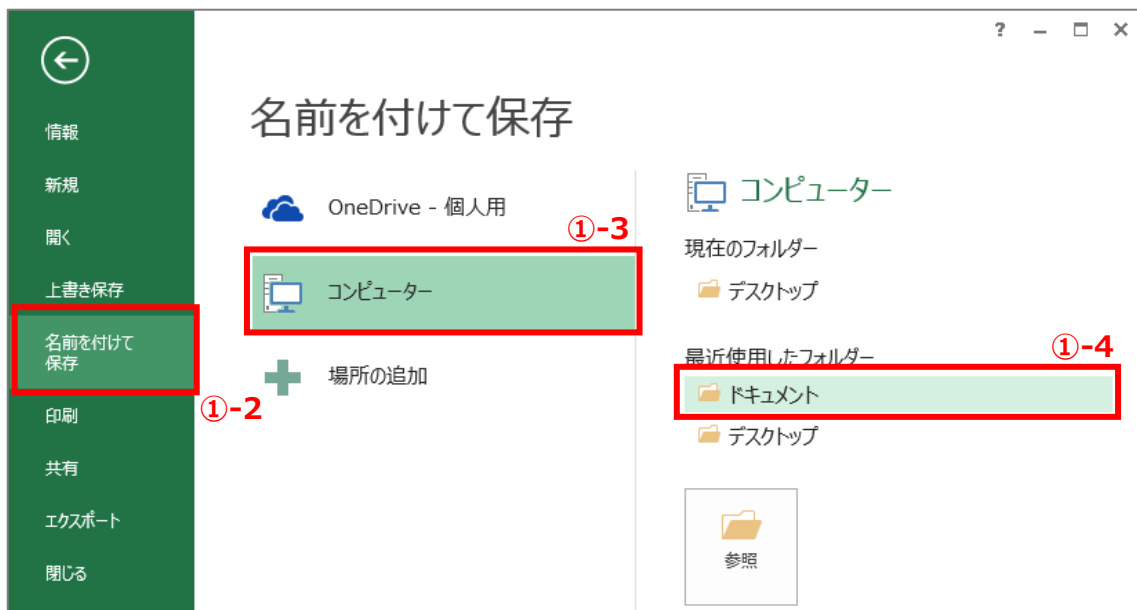 ?
情報
新規
開く
上書き保存
名前を付けて
保存
①-2
印刷
共有
エクスポート
閉じる
名前を付けて保存
OneDrive - 個人用
①-3
コンピューター
場所の追加
コンピューター
現在のフォルダー
デスクトップ
最近使用したフォルダー
①-4
ドキュメント
デスクトップ
参照